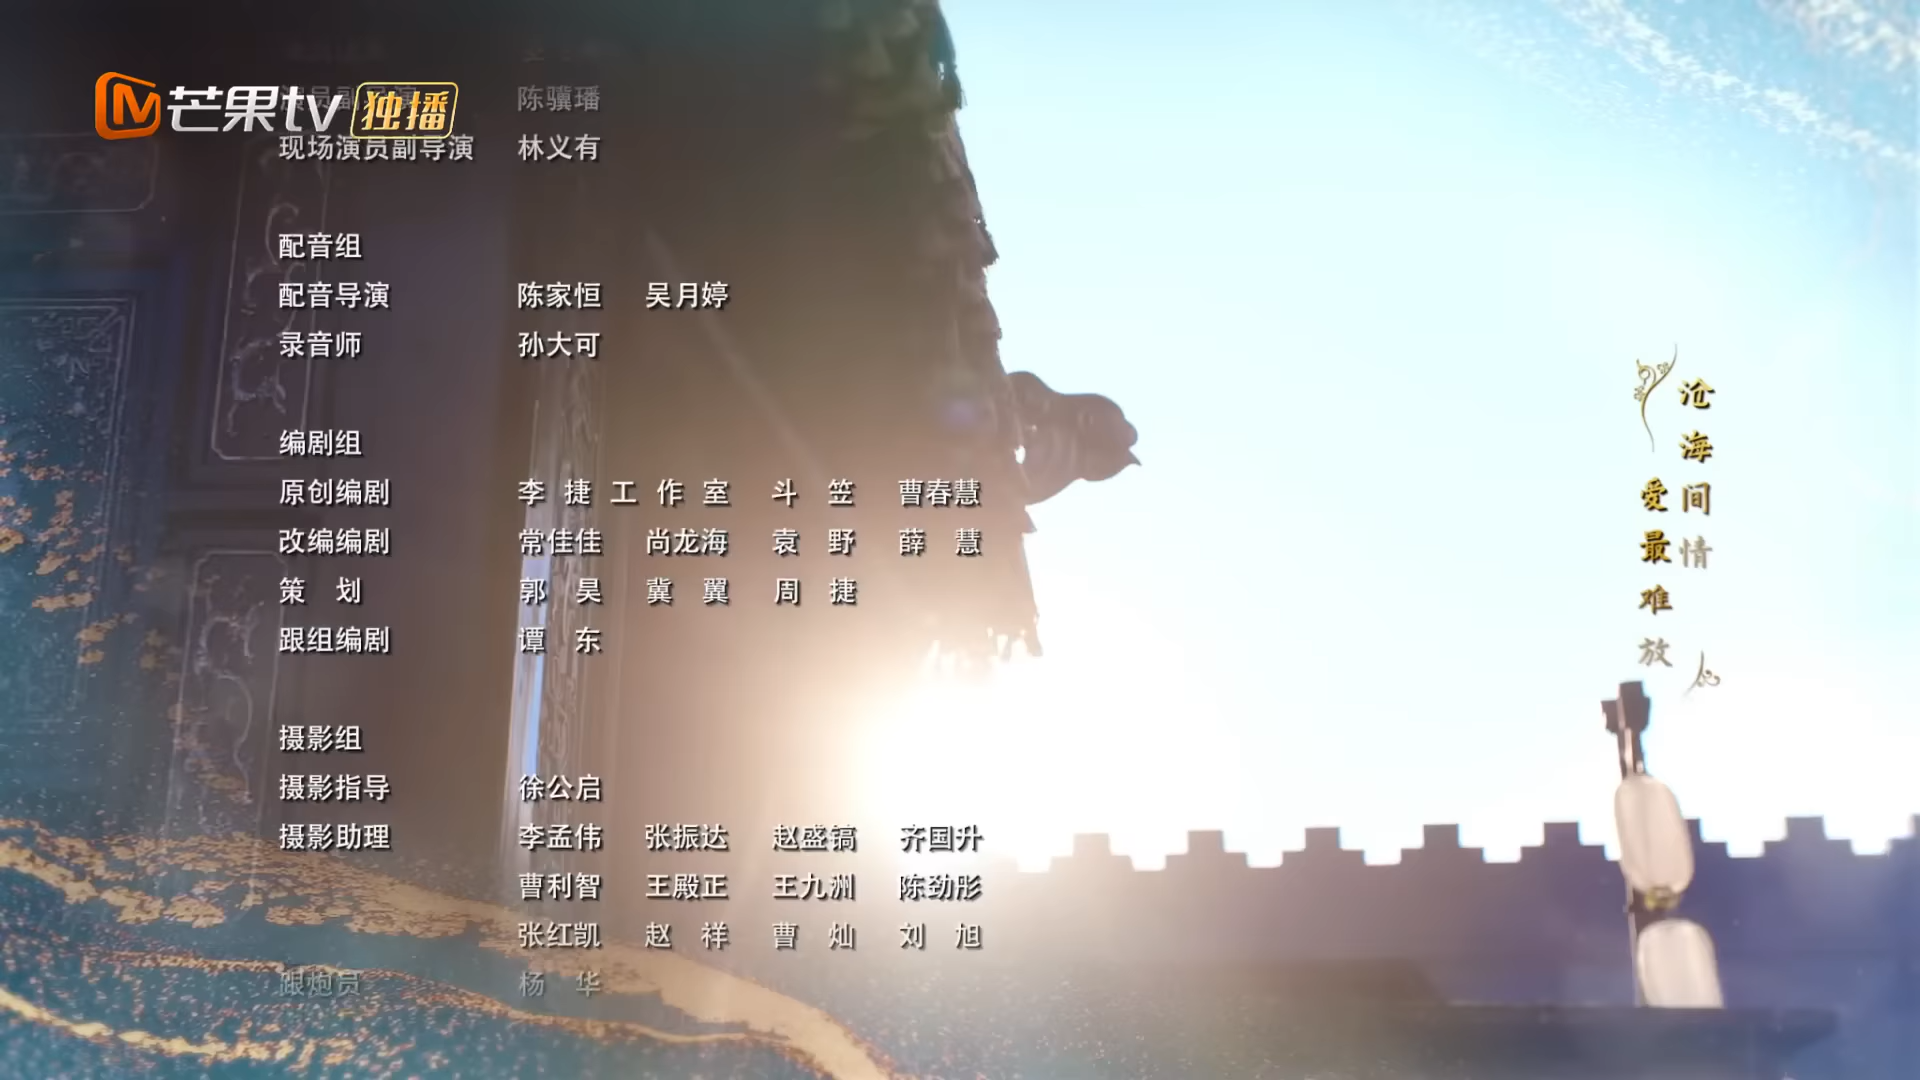 芒果tv 独播
演员副导演 陈骥璠
现场演员副导演 林义有
配音组
配音导演 陈家恒 吴月婷
录音师 孙大可
编剧组
原创编剧 李捷工作室 斗笠 曹春慧
改编编剧 常佳佳 尚龙海 袁野 薛慧
策划 郭昊 冀翼 周捷
跟组编剧 谭东
摄影组
摄影指导 徐公启
摄影助理 李孟伟 张振达 赵盛镐 齐国升
曹利智 王殿正 王九洲 陈劲彤
张红凯 赵祥 曹灿 刘旭
跟炮员 杨华
沧海间情
爱最难放